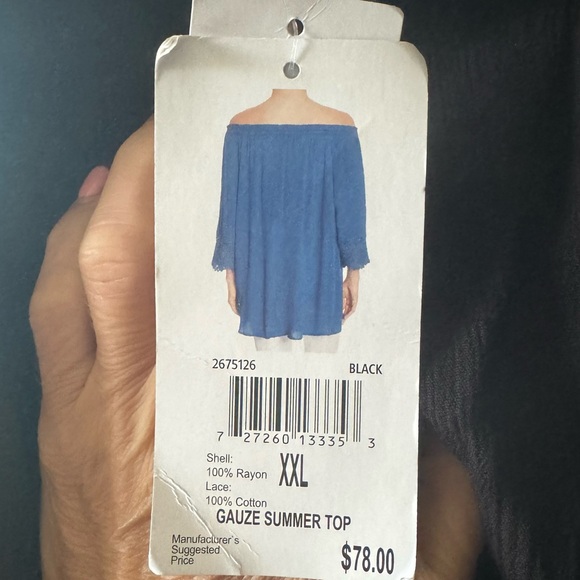 2675126 BLACK
7 27260 13335 3
Shell:
100% Rayon XXL
Lace:
100% Cotton
GAUZE SUMMER TOP
Manufacturer`s
Suggested
Price $78.00